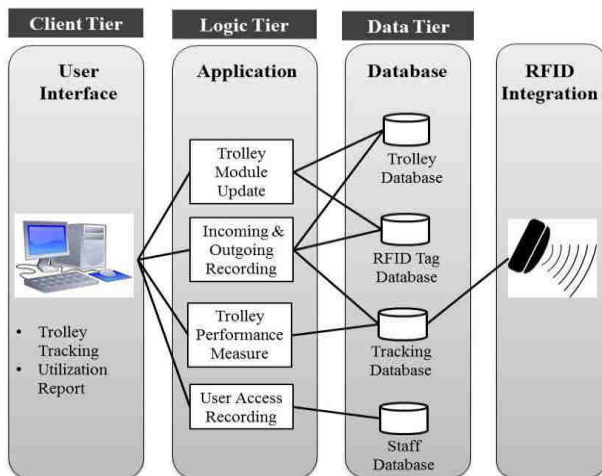 Client Tier
Logic Tier
Data Tier
User
Interface
Application
Database
RFID
Integration
Trolley
Module
Update
Incoming &
Outgoing
Recording
Trolley
Performance
Measure
User Access
Recording
Trolley
Database
RFID Tag
Database
Tracking
Database
Staff
Database
• Trolley
Tracking
• Utilization
Report